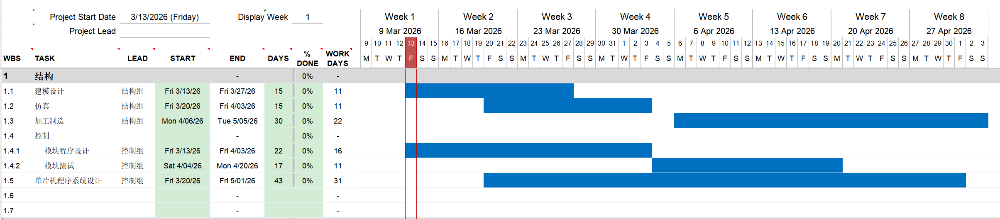 Project Start Date 3/13/2026 (Friday) Display Week 1 Week 1 Week 2 Week 3 Week 4 Week 5 Week 6 Week 7 Week 8
Project Lead 9 Mar 2026 16 Mar 2026 23 Mar 2026 30 Mar 2026 6 Apr 2026 13 Apr 2026 20 Apr 2026 27 Apr 2026
9 10 11 12 13 14 15 16 17 18 19 20 21 22 23 24 25 26 27 28 29 30 31 1 2 3 4 5 6 7 8 9 10 11 12 13 14 15 16 17 18 19 20 21 22 23 24 25 26 27 28 29 30 1 2 3
WBS TASK LEAD START END DAYS % DONE WORK DAYS M T W T F S S M T W T F S S M T W T F S S M T W T F S S M T W T F S S M T W T F S S M T W T F S S M T W T F S S
1 结构 - 0% -
1.1 建模设计 结构组 Fri 3/13/26 Fri 3/27/26 15 0% 11
1.2 仿真 结构组 Fri 3/20/26 Fri 4/03/26 15 0% 11
1.3 加工制造 结构组 Mon 4/06/26 Tue 5/05/26 30 0% 22
1.4 控制 - 0% -
1.4.1 模块程序设计 控制组 Fri 3/13/26 Fri 4/03/26 22 0% 16
1.4.2 模块测试 控制组 Sat 4/04/26 Mon 4/20/26 17 0% 11
1.5 单片机程序系统设计 控制组 Fri 3/20/26 Fri 5/01/26 43 0% 31
1.6 - -
1.7 - -